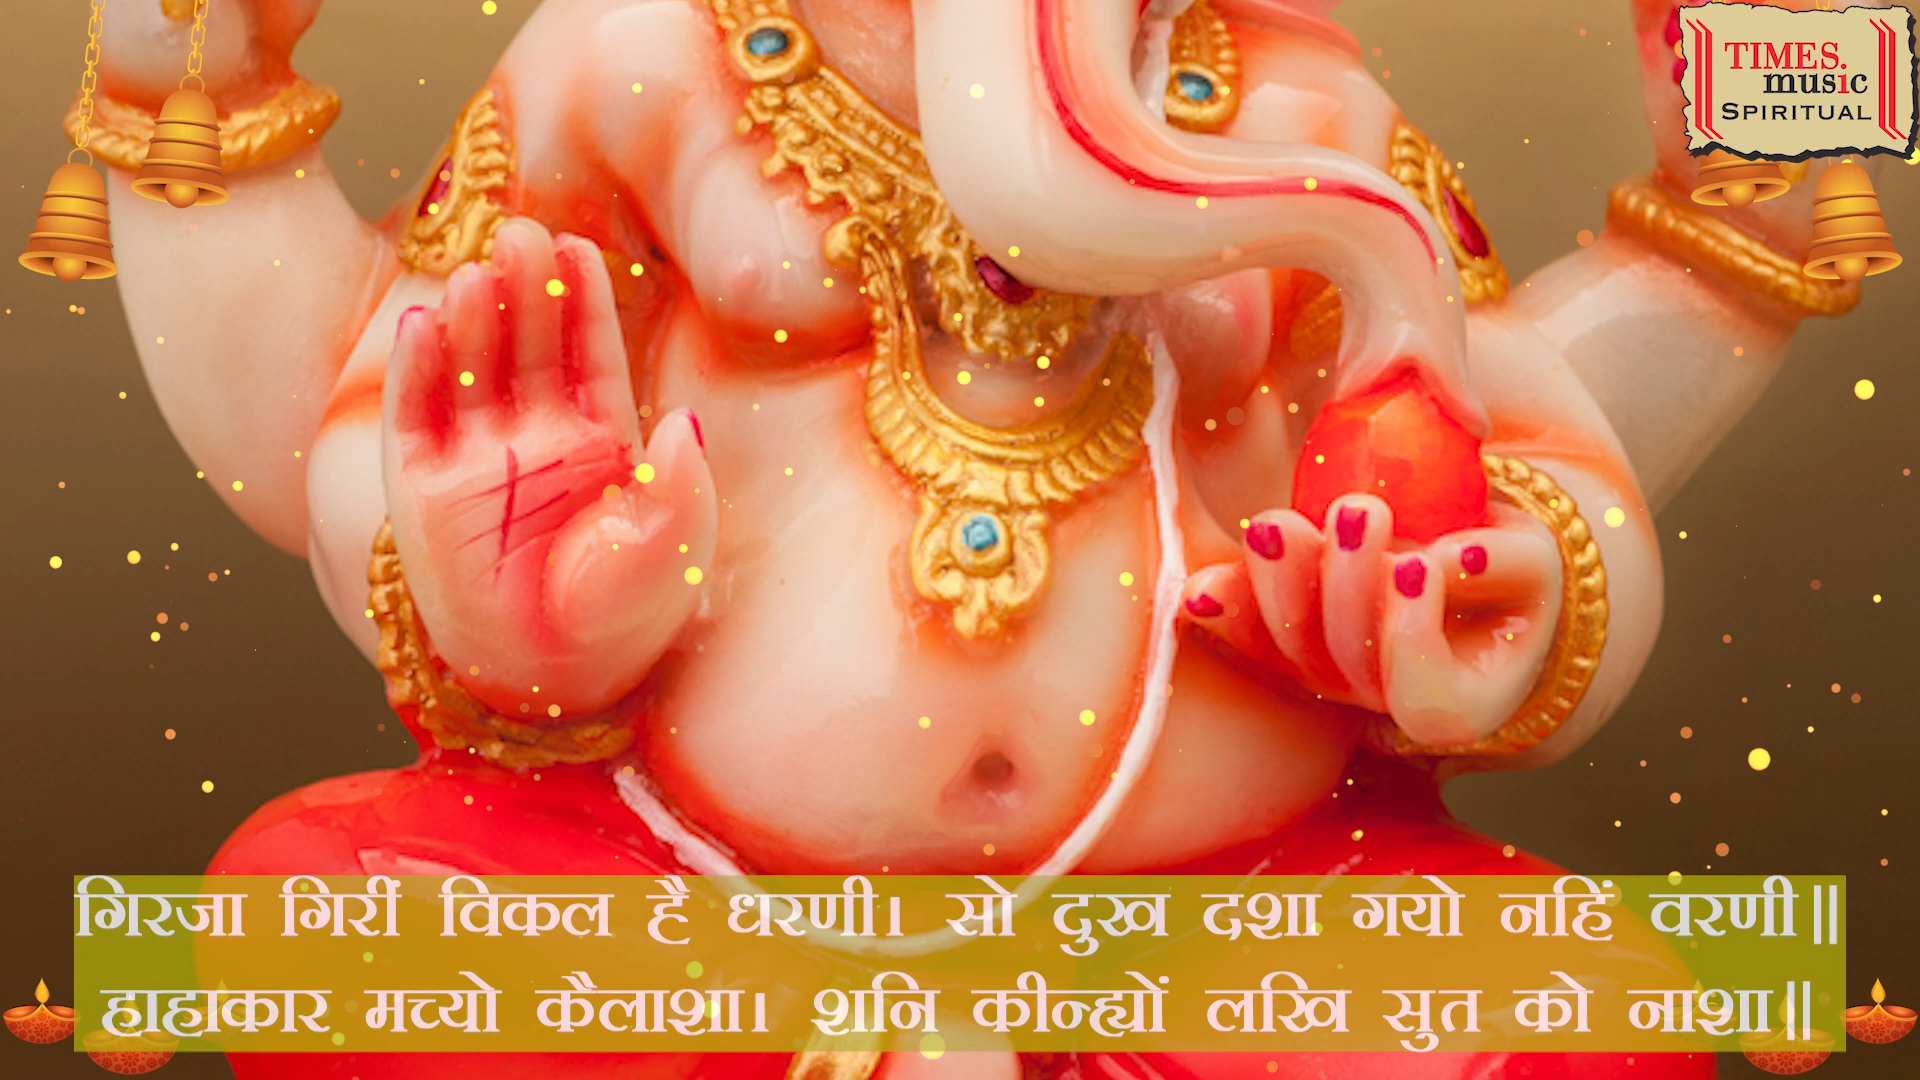 TIMES.
music
SPIRITUAL
गिरजा गिरीं विकल है धरणी। सो दुख दशा गयो नहिं वरणी॥
हाहाकार मच्यो कैलाशा। शनि कीन्ह्यों लखि सुत को नाशा॥